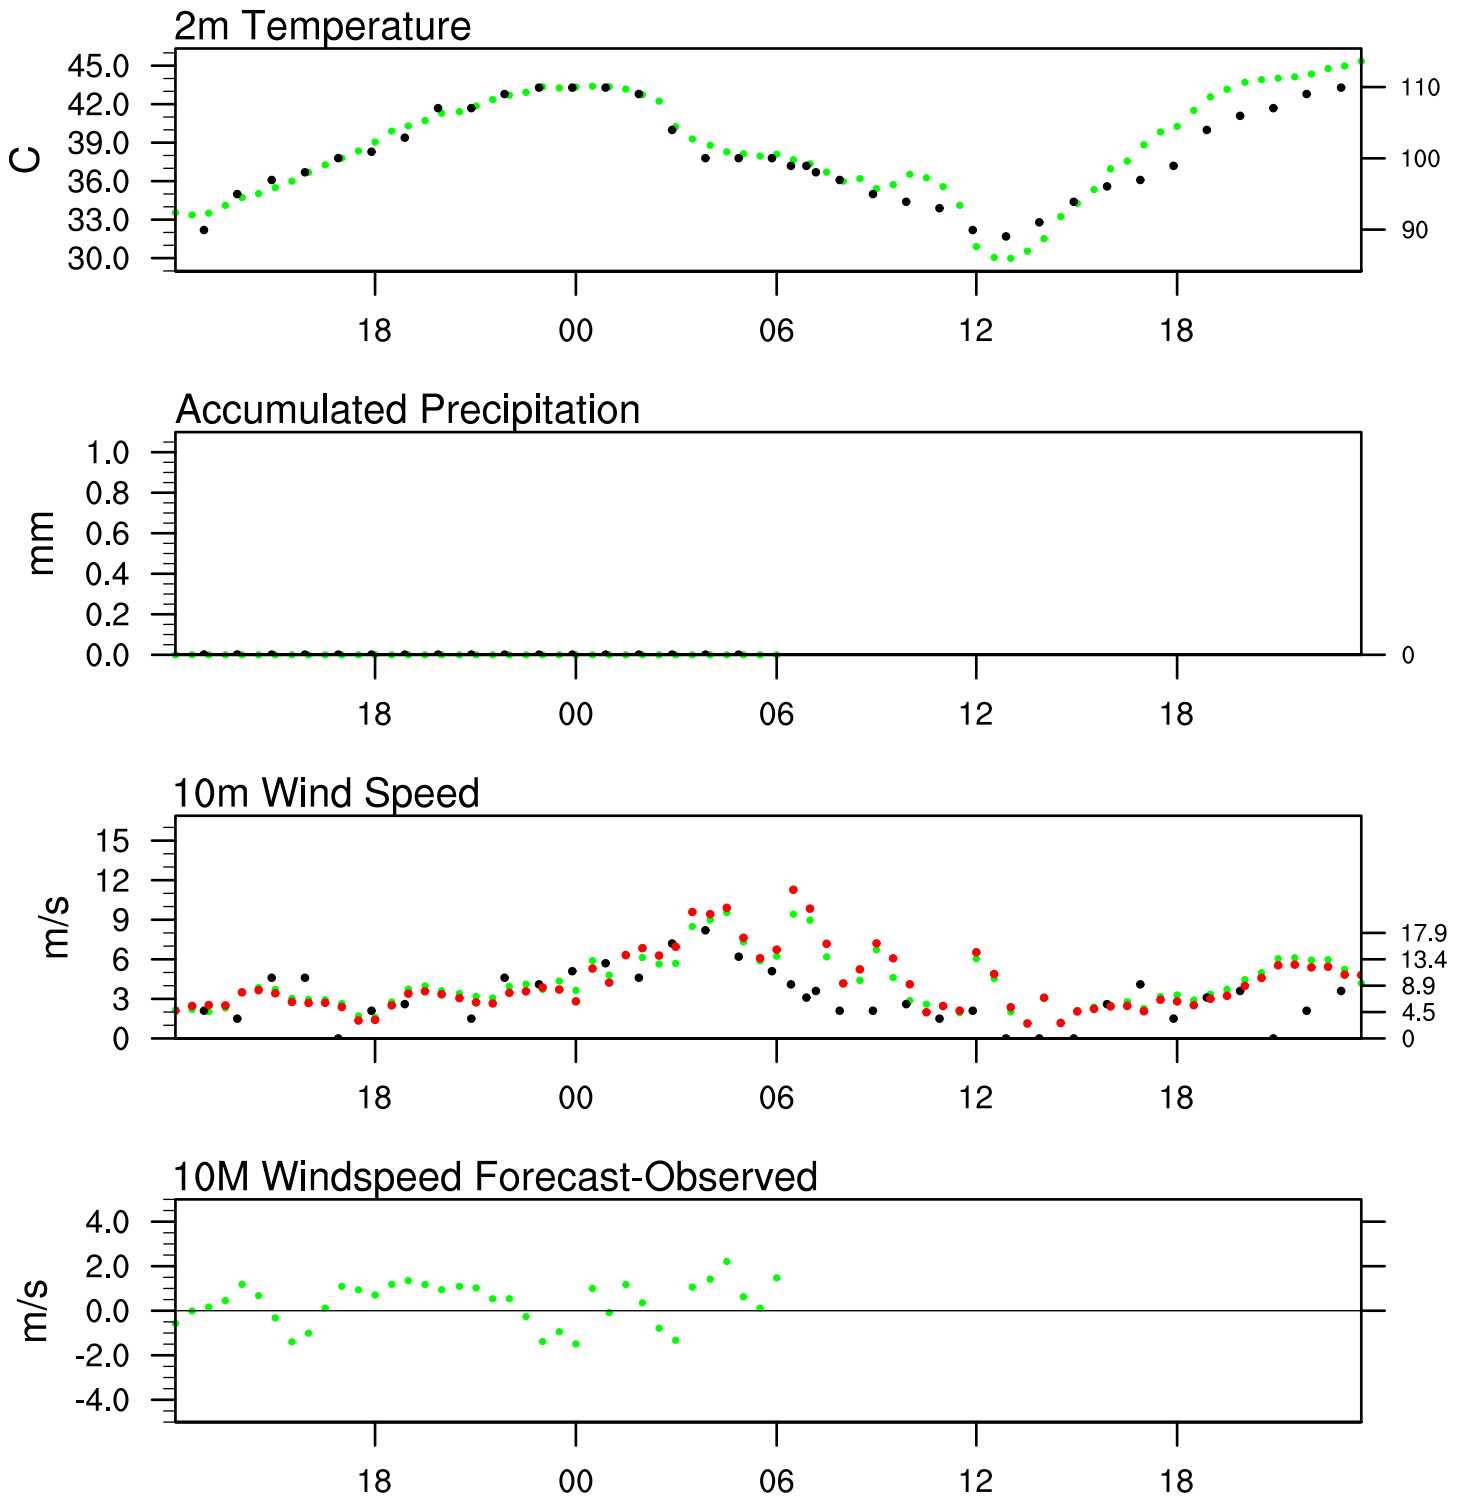 2m Temperature
45.0
42.0
39.0
36.0
33.0
30.0
C
110
100
90
18 00 06 12 18
Accumulated Precipitation
1.0
0.8
0.6
0.4
0.2
0.0
mm
0
18 00 06 12 18
10m Wind Speed
15
12
9
6
3
0
m/s
17.9
13.4
8.9
4.5
0
18 00 06 12 18
10M Windspeed Forecast-Observed
4.0
2.0
0.0
-2.0
-4.0
m/s
18 00 06 12 18